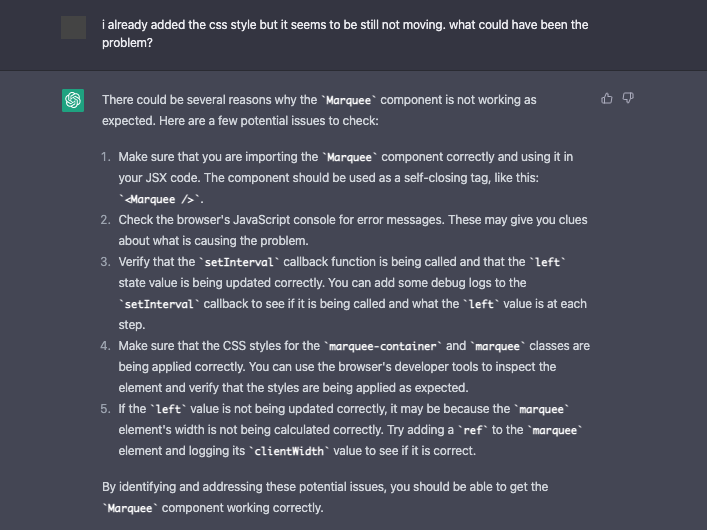 i already added the css style but it seems to be still not moving. what could have been the
problem?
There could be several reasons why the `Marquee` component is not working as
expected. Here are a few potential issues to check:
1. Make sure that you are importing the `Marquee` component correctly and using it in
your JSX code. The component should be used as a self-closing tag, like this:
`<Marquee />`.
2. Check the browser's JavaScript console for error messages. These may give you clues
about what is causing the problem.
3. Verify that the `setInterval` callback function is being called and that the `left`
state value is being updated correctly. You can add some debug logs to the
`setInterval` callback to see if it is being called and what the `left` value is at each
step.
4. Make sure that the CSS styles for the `marquee-container` and `marquee` classes are
being applied correctly. You can use the browser's developer tools to inspect the
element and verify that the styles are being applied as expected.
5. If the `left` value is not being updated correctly, it may be because the `marquee`
element's width is not being calculated correctly. Try adding a `ref` to the `marquee`
element and logging its `clientWidth` value to see if it is correct.
By identifying and addressing these potential issues, you should be able to get the
`Marquee` component working correctly.